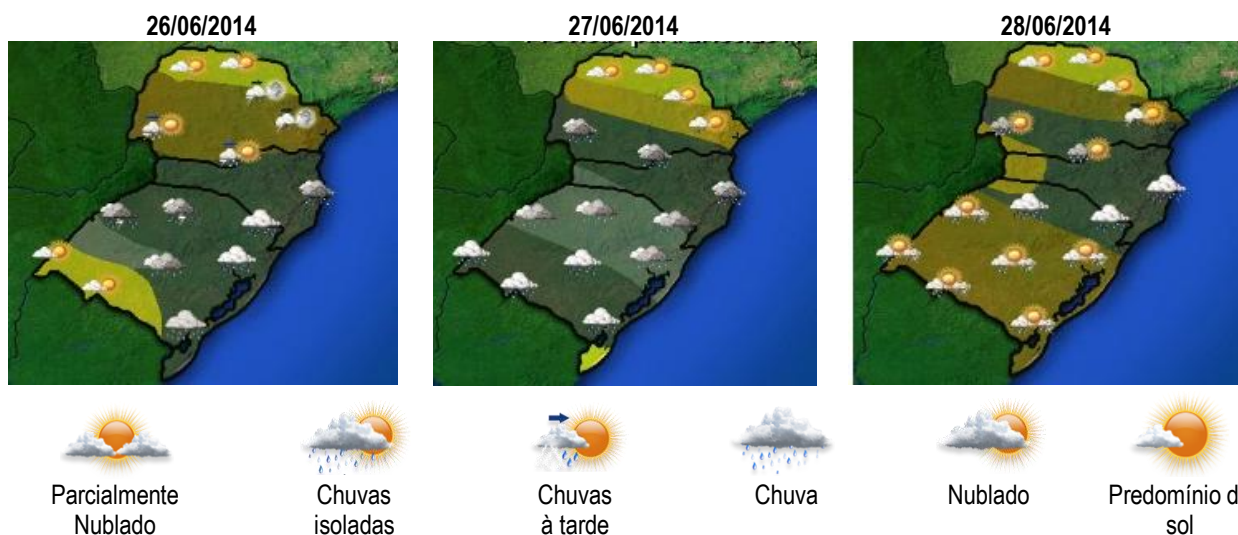 26/06/2014
27/06/2014
28/06/2014
Parcialmente
Nublado
Chuvas
isoladas
Chuvas
à tarde
Chuva
Nublado
Predomínio d
sol